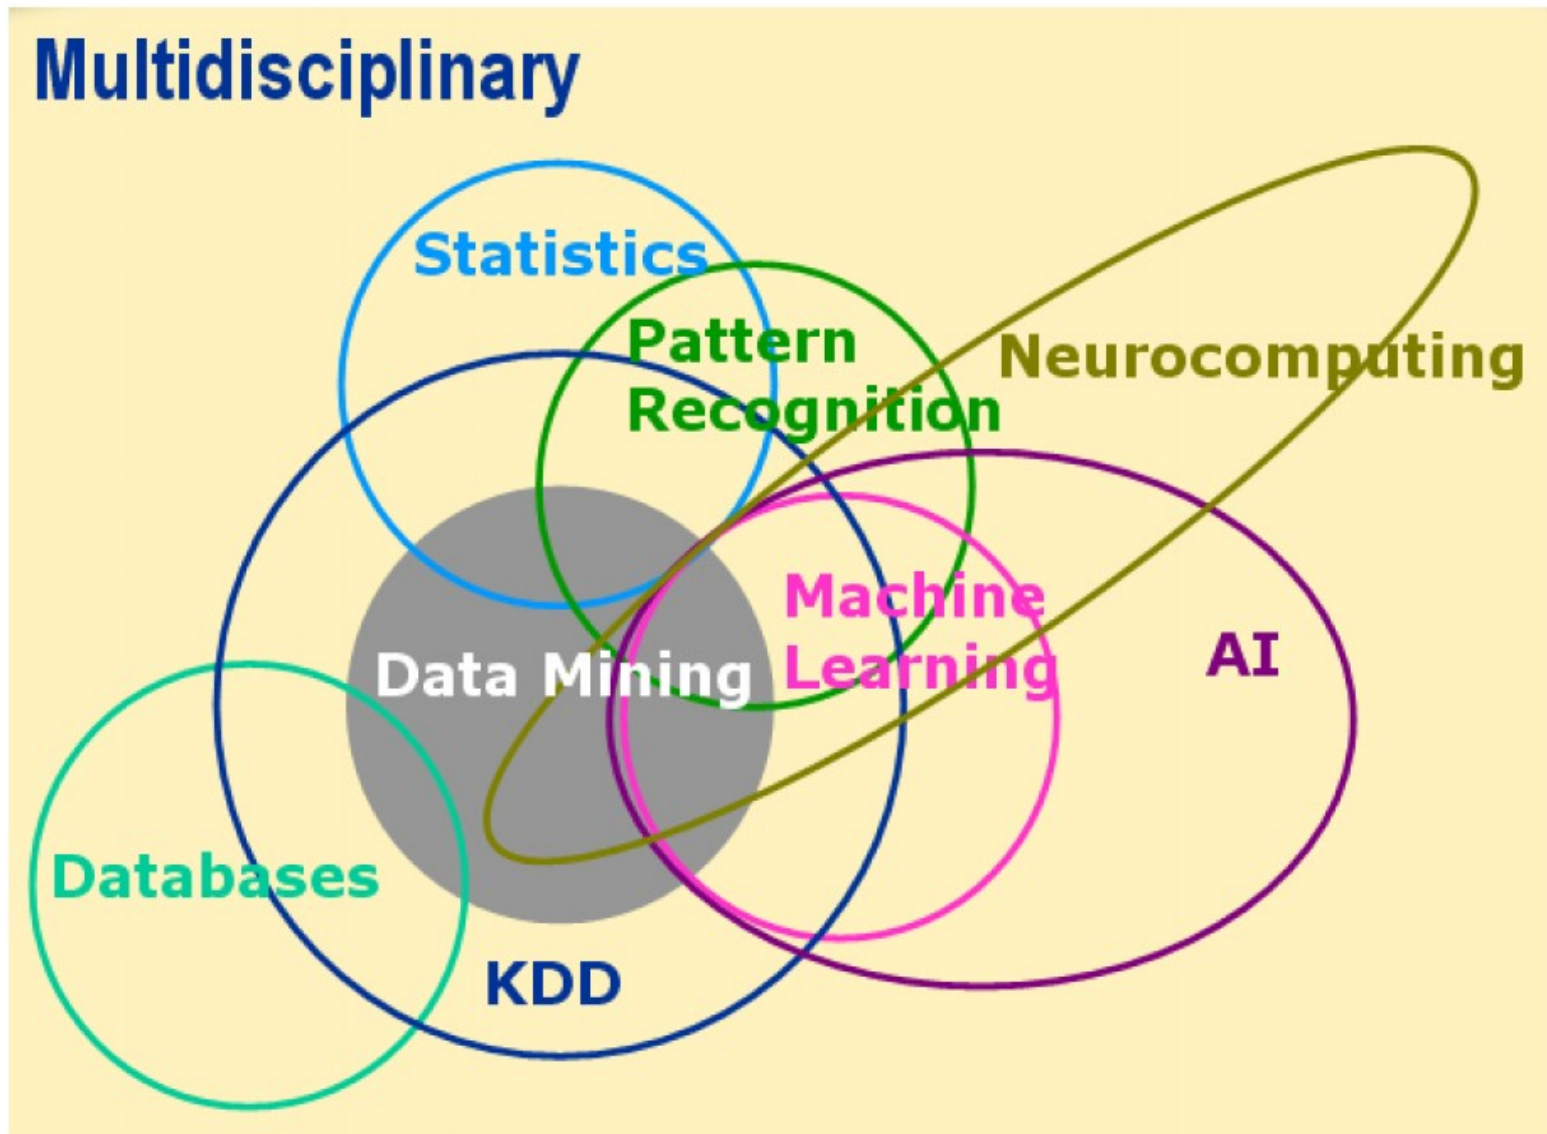 Multidisciplinary
Statistics
Pattern
Recognition
Neurocomputing
Machine
Learning
AI
Data Mining
Databases
KDD